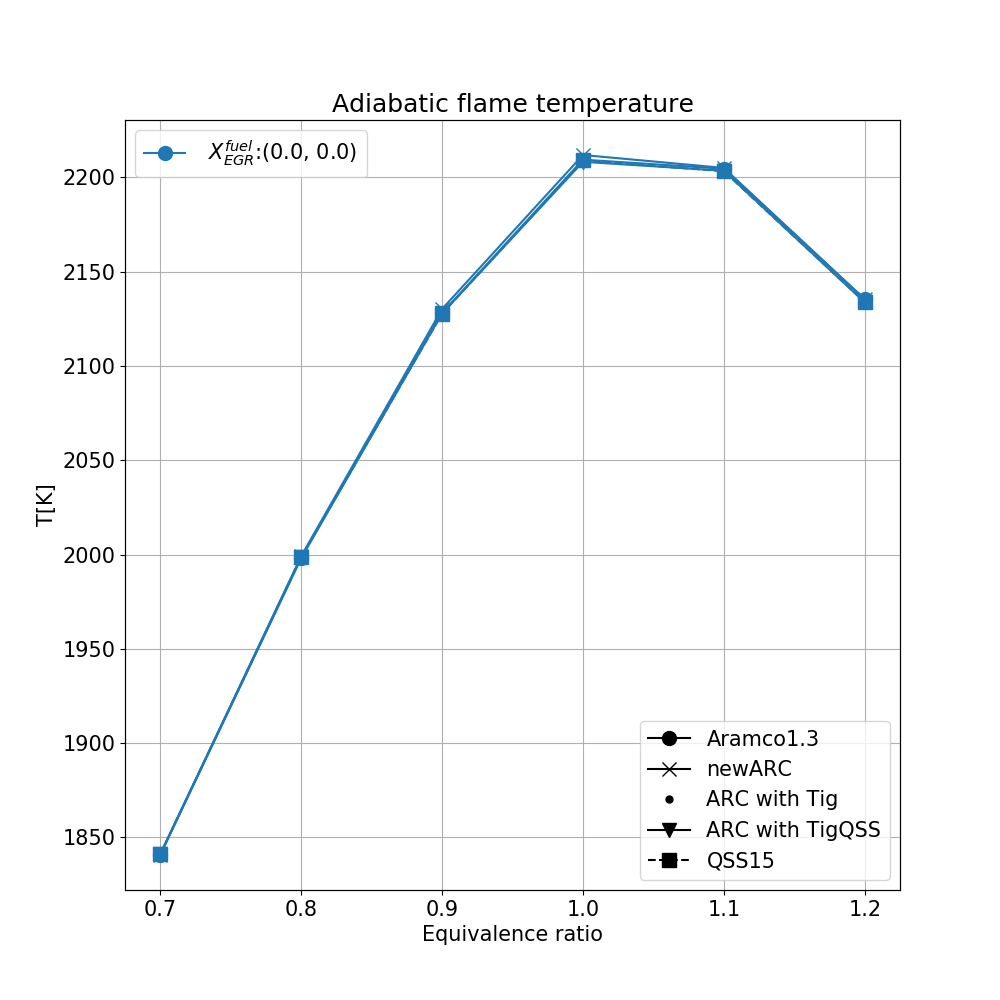 Adiabatic flame temperature
X_{EGR}^{fuel}:(0.0, 0.0)
2200
2150
2100
2050
2000
1950
1900
1850
T[K]
Aramco1.3
newARC
ARC with Tig
ARC with TigQSS
QSS15
0.7 0.8 0.9 1.0 1.1 1.2
Equivalence ratio